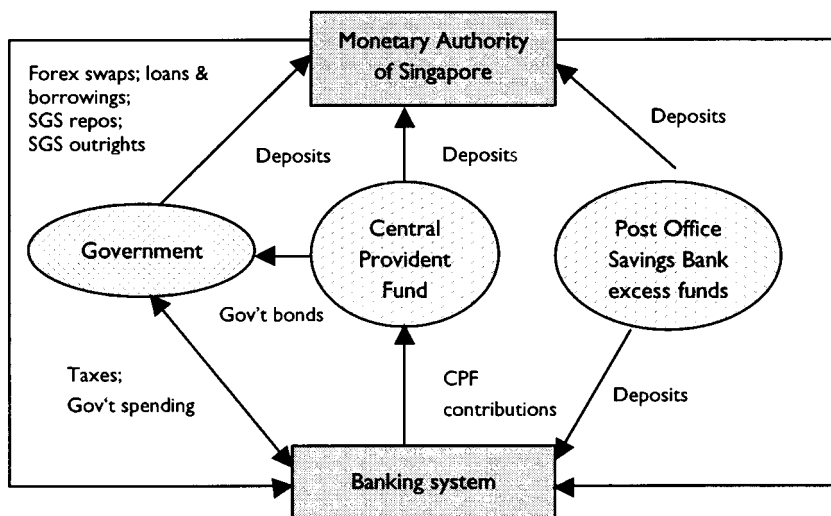 Monetary Authority
of Singapore
Forex swaps; loans &
borrowings;
SGS repos;
SGS outrights
Deposits
Deposits
Deposits
Government
Central
Provident
Fund
Post Office
Savings Bank
excess funds
Gov't bonds
Taxes;
Gov't spending
CPF
contributions
Deposits
Banking system